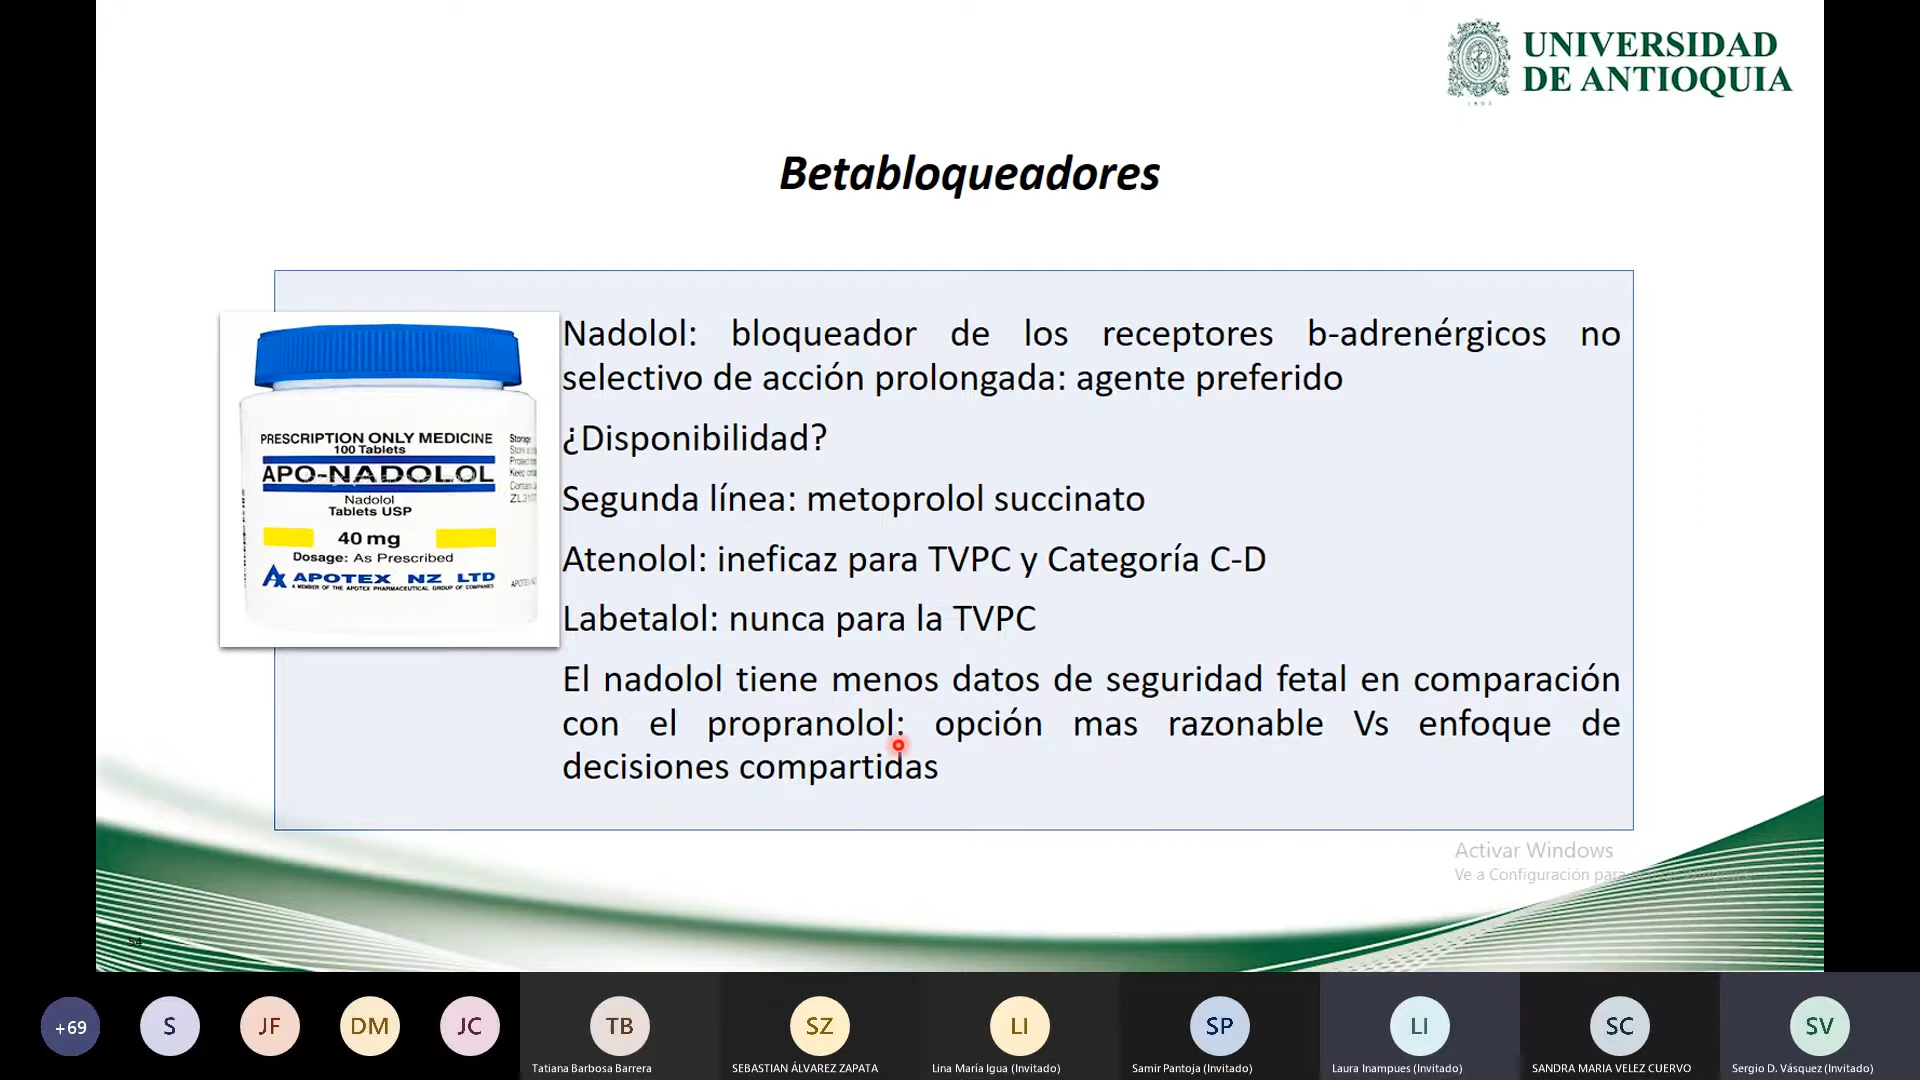 UNIVERSIDAD
DE ANTIOQUIA
1803
Betabloqueadores
Nadolol: bloqueador de los receptores b-adrenérgicos no
selectivo de acción prolongada: agente preferido
¿Disponibilidad?
Segunda línea: metoprolol succinato
Atenolol: ineficaz para TVPC y Categoría C-D
Labetalol: nunca para la TVPC
El nadolol tiene menos datos de seguridad fetal en comparación
con el propranolol: opción mas razonable Vs enfoque de
decisiones compartidas
PRESCRIPTION ONLY MEDICINE
100 Tablets
APO-NADOLOL
Nadolol
Tablets USP
40 mg
Dosage: As Prescribed
APOTEX NZ LTD
A MEMBER OF THE APOTEX PHARMACEUTICAL GROUP OF COMPANIES
Activar Windows
Ve a Configuración para
54
+69
S
JF
DM
JC
TB
SZ
LI
SP
LI
SC
SV
Tatiana Barbosa Barrera
SEBASTIAN ÁLVAREZ ZAPATA
Lina María Igua (Invitado)
Samir Pantoja (Invitado)
Laura Inampues (Invitado)
SANDRA MARIA VELEZ CUERVO
Sergio D. Vásquez (Invitado)